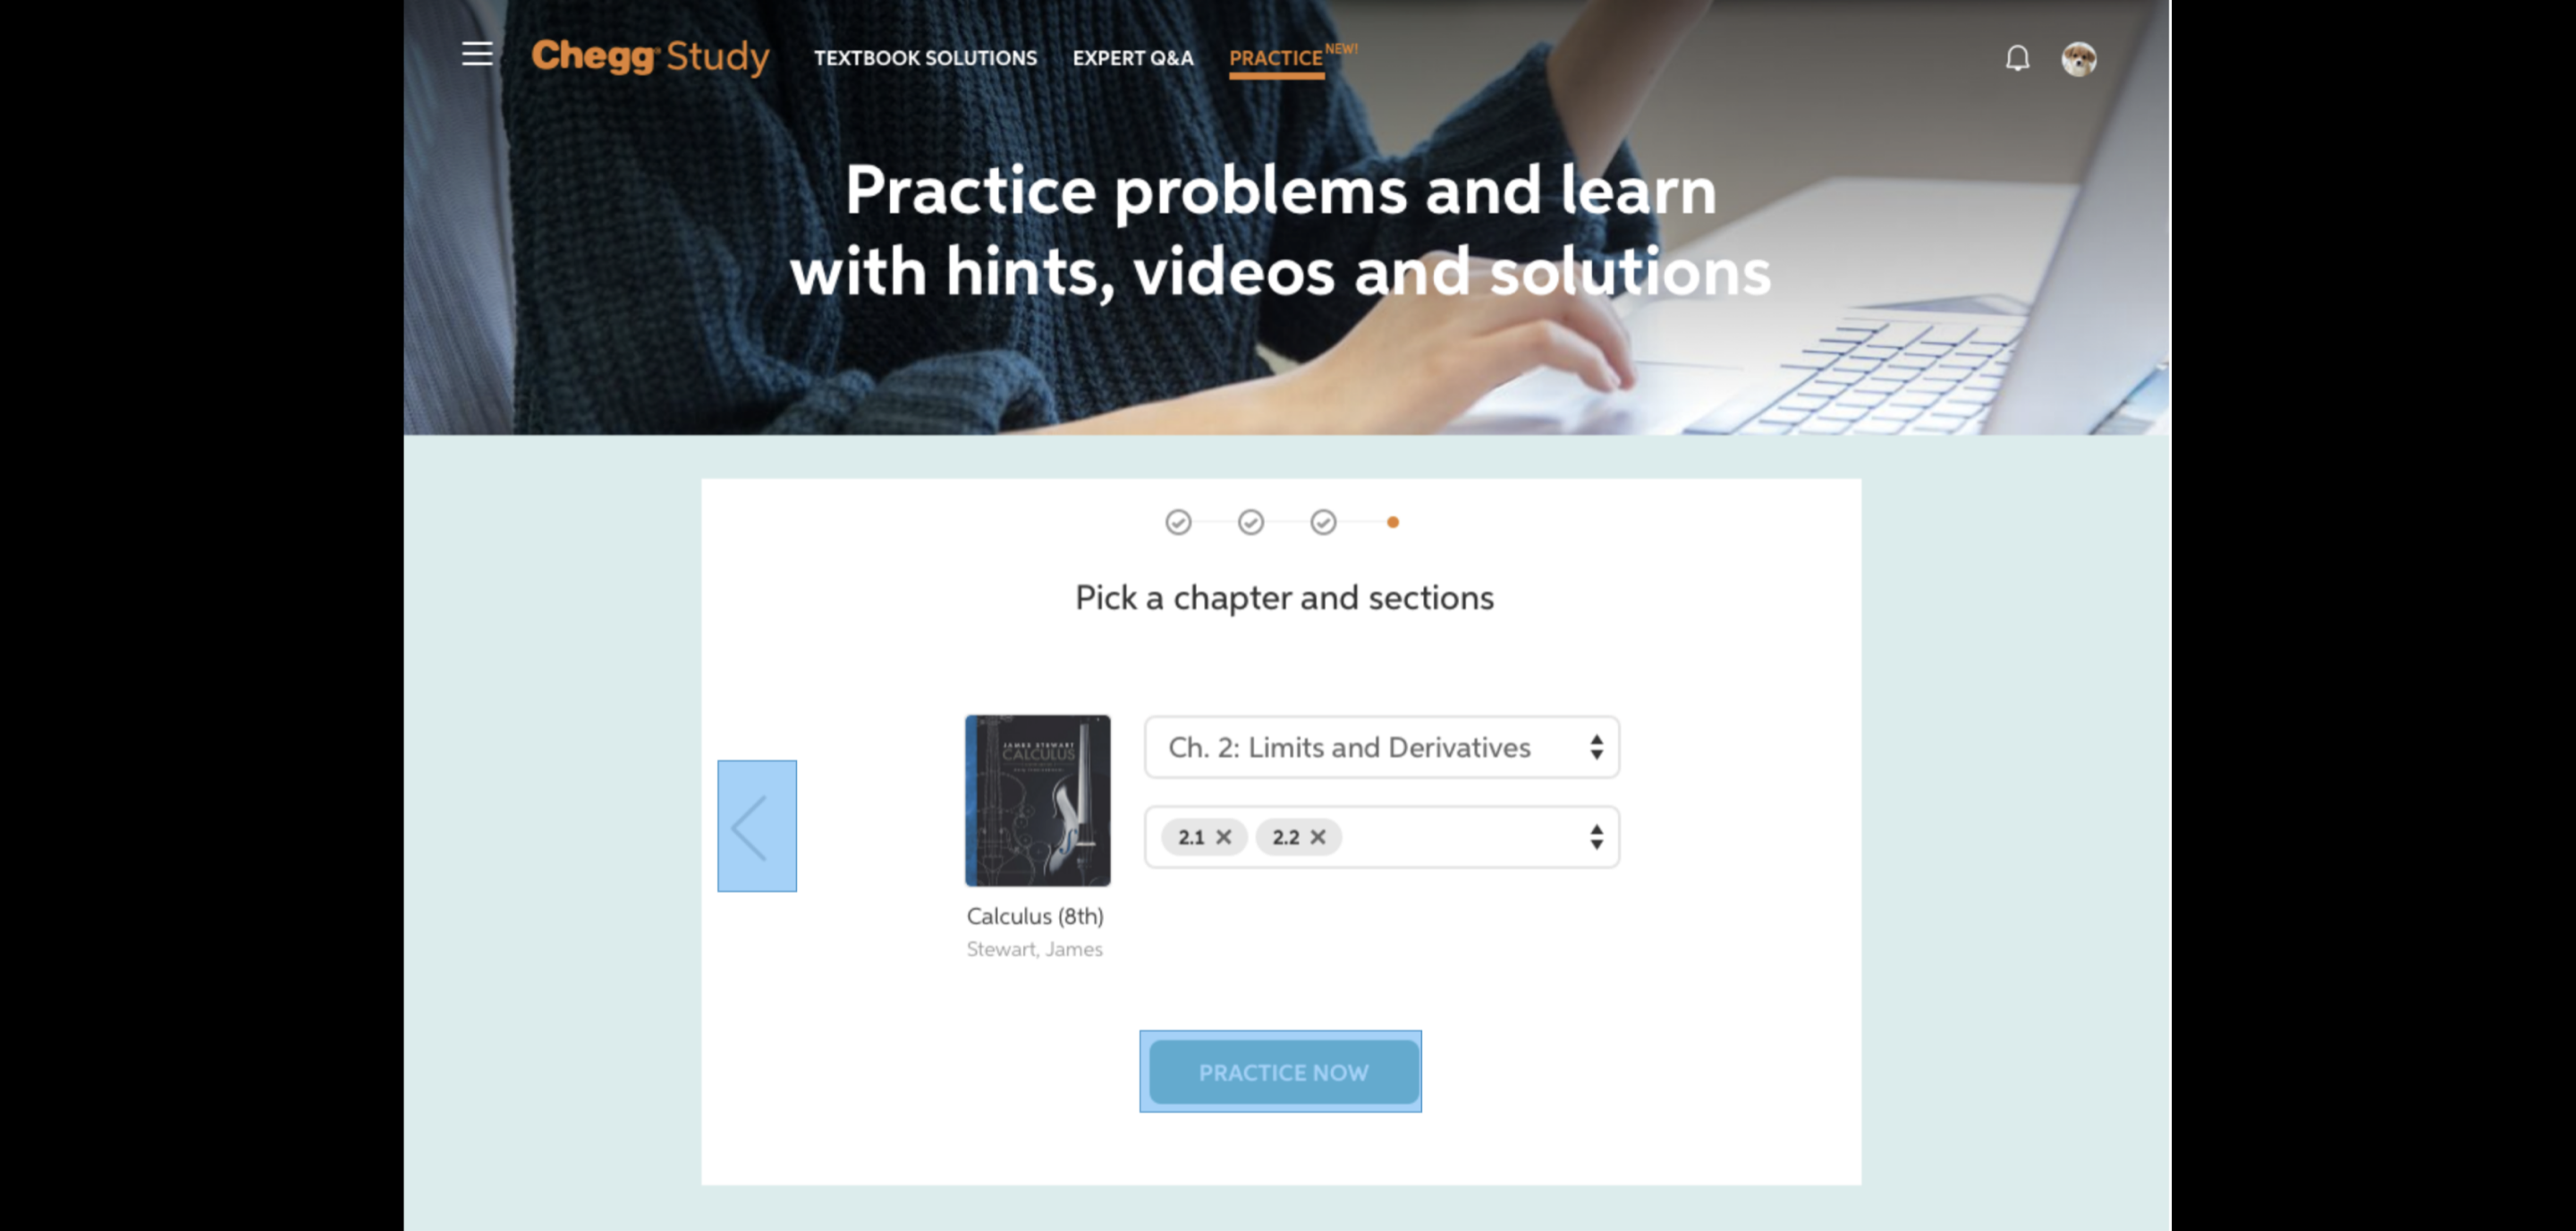 Chegg Study TEXTBOOK SOLUTIONS EXPERT Q&A PRACTICE NEW!
Practice problems and learn
with hints, videos and solutions
Pick a chapter and sections
JAMES STEWART
CALCULUS
Ch. 2: Limits and Derivatives
2.1 2.2
Calculus (8th)
Stewart, James
PRACTICE NOW